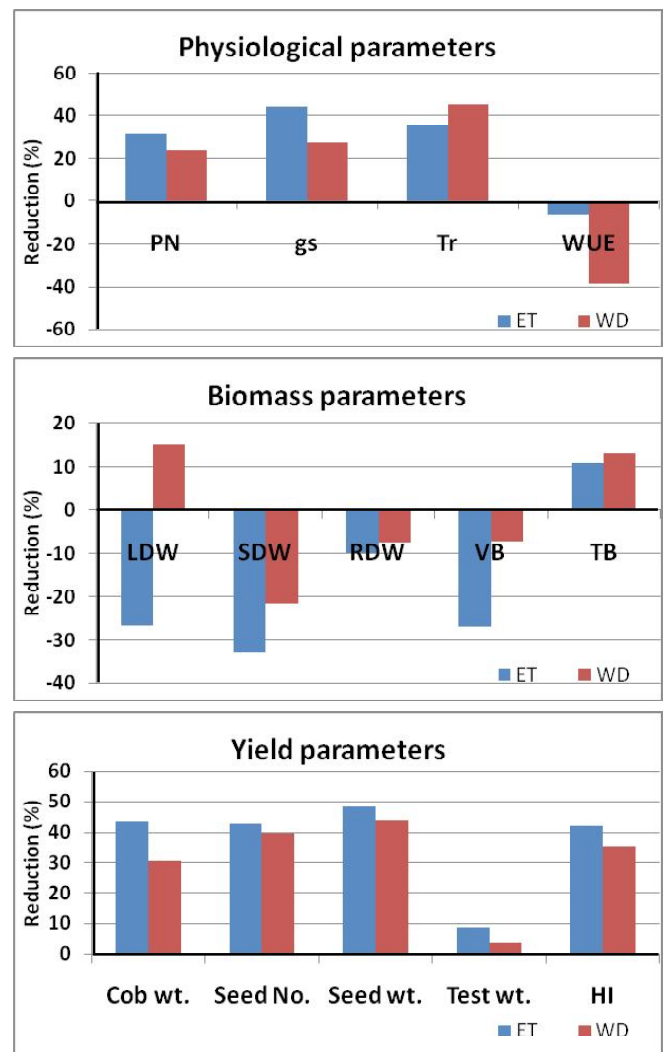 Physiological parameters
60
40
20
0
-20
-40
-60
Reduction (%)
PN gs Tr WUE
ET WD
Biomass parameters
20
10
0
-10
-20
-30
-40
Reduction (%)
LDW SDW RDW VB TB
ET WD
Yield parameters
60
50
40
30
20
10
0
Reduction (%)
Cob wt. Seed No. Seed wt. Test wt. HI
ET WD